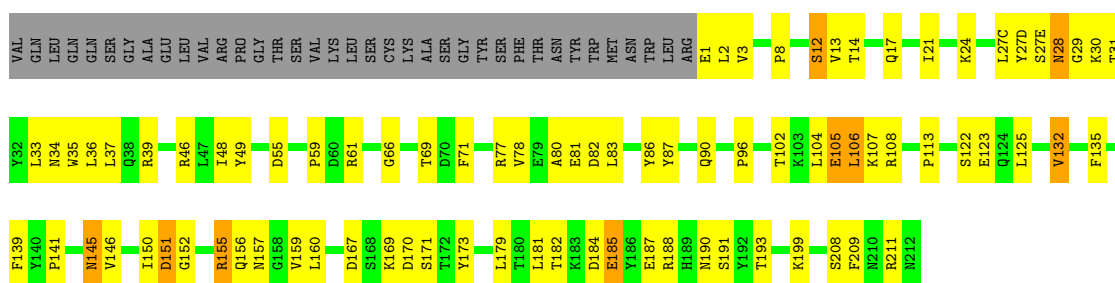 VAL GLN LEU GLN GLN SER GLY ALA GLU LEU VAL ARG PRO GLY THR SER VAL LYS LEU SER CYS LYS ALA SER GLY TYR SER PHE THR ASN TYR TRP MET ASN TRP LEU ARG E1 L2 V3 P8 S12 V13 T14 Q17 I21 K24 L27C Y27D S27E N28 G29 K30 T31
Y32 L33 N34 W35 L36 L37 Q38 R39 R46 L47 I48 Y49 D55 P59 D60 R61 G66 T69 D70 F71 R77 V78 E79 A80 E81 D82 L83 Y86 Y87 Q90 P96 T102 K103 L104 E105 L106 K107 R108 P113 S122 E123 Q124 L125 V132 F135
F139 Y140 P141 N145 V146 I150 D151 G152 R155 Q156 N157 G158 V159 L160 D167 S168 K169 D170 S171 T172 Y173 L179 T180 L181 T182 K183 D184 E185 Y186 E187 R188 H189 N190 S191 Y192 T193 K199 S208 F209 N210 R211 N212